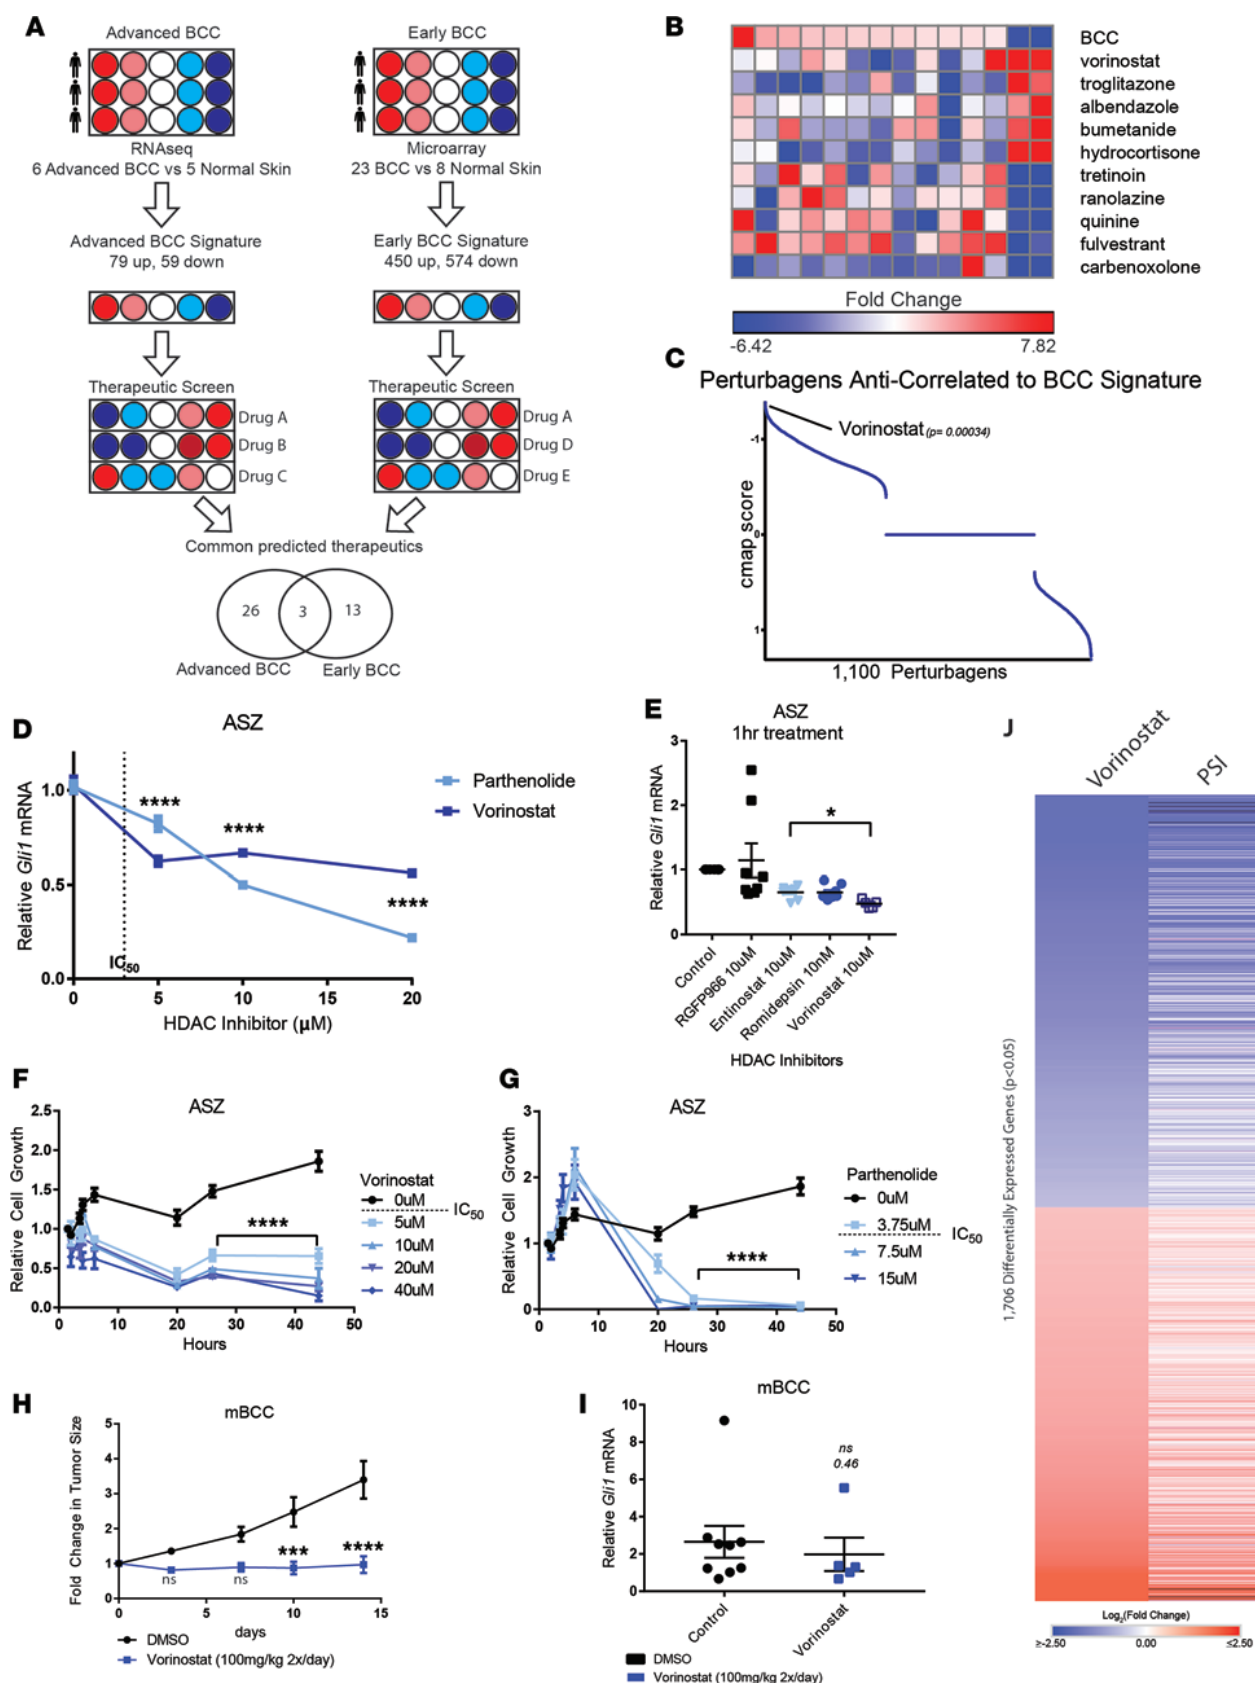 A
Advanced BCC
Early BCC
RNAseq
6 Advanced BCC vs 5 Normal Skin
Microarray
23 BCC vs 8 Normal Skin
Advanced BCC Signature
79 up, 59 down
Early BCC Signature
450 up, 574 down
Therapeutic Screen
Drug A
Drug B
Drug C
Therapeutic Screen
Drug A
Drug D
Drug E
Common predicted therapeutics
26
3
13
Advanced BCC
Early BCC
B
BCC
vorinostat
troglitazone
albendazole
bumetanide
hydrocortisone
tretinoin
ranolazine
quinine
fulvestrant
carbenoxolone
Fold Change
-6.42
7.82
C
Perturbagens Anti-Correlated to BCC Signature
Vorinostat (p= 0.00034)
cmap score
-1
0
1
1,100 Perturbagens
D
ASZ
Relative Gli1 mRNA
1.0
0.5
0.0
****
****
****
IC50
0
5
10
15
20
HDAC Inhibitor (μM)
Parthenolide
Vorinostat
E
ASZ
1hr treatment
Relative Gli1 mRNA
3
2
1
0
*
Control
RGFP966 10uM
Entinostat 10uM
Romidepsin 10nM
Vorinostat 10uM
HDAC Inhibitors
F
ASZ
Relative Cell Growth
2.5
2.0
1.5
1.0
0.5
0.0
****
0
10
20
30
40
50
Hours
Vorinostat
0uM
IC50
5uM
10uM
20uM
40uM
G
ASZ
Relative Cell Growth
3
2
1
0
****
0
10
20
30
40
50
Hours
Parthenolide
0uM
3.75uM
IC50
7.5uM
15uM
H
mBCC
Fold Change in Tumor Size
5
4
3
2
1
0
ns
ns
***
****
0
5
10
15
days
DMSO
Vorinostat (100mg/kg 2x/day)
I
mBCC
Relative Gli1 mRNA
10
8
6
4
2
0
ns
0.46
Control
Vorinostat
DMSO
Vorinostat (100mg/kg 2x/day)
J
Vorinostat
PSI
1,706 Differentially Expressed Genes (p<0.05)
Log2(Fold Change)
≥-2.50
0.00
≤2.50